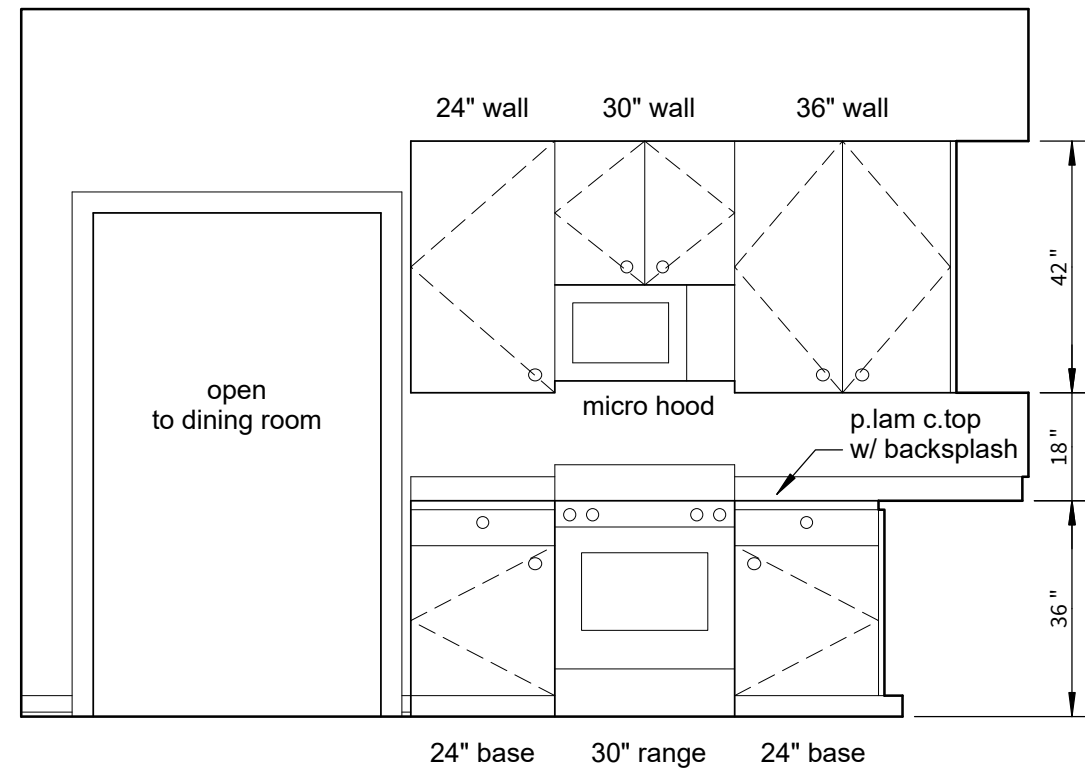 24" wall
30" wall
36" wall
42"
open
to dining room
micro hood
p.lam c.top
w/ backsplash
18"
36"
24" base
30" range
24" base